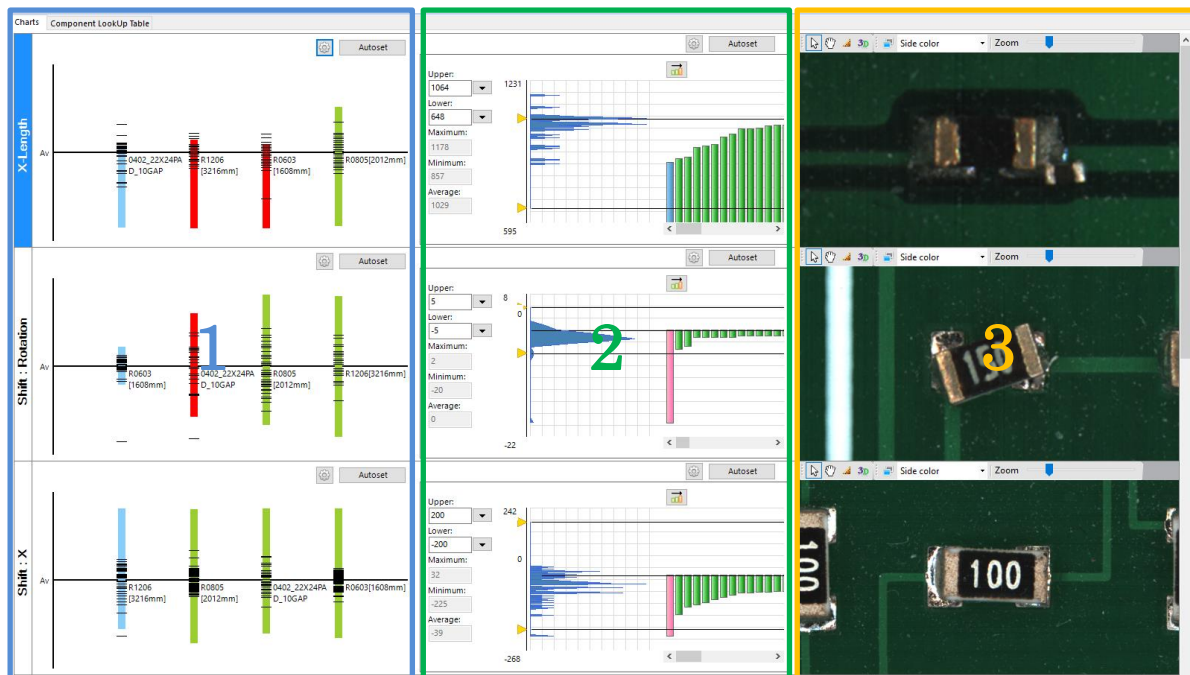 Charts
Component LookUp Table
X-Length
Autoset
Av
0402_22X24PA
D_10GAP
R1206
[3216mm]
R0603
[1608mm]
R0805[2012mm]
Autoset
Upper:
1064
Lower:
648
Maximum:
1178
Minimum:
857
Average:
1029
1231
595
3D
Side color
Zoom
Shift : Rotation
Autoset
Av
R0603
[1608mm]
0402_22X24PA
D_10GAP
R0805
[2012mm]
R1206[3216mm]
1
Autoset
Upper:
5
Lower:
-5
Maximum:
2
Minimum:
-20
Average:
0
8
0
-22
2
3D
Side color
Zoom
150
3
Shift : X
Autoset
Av
R1206
[3216mm]
R0805
[2012mm]
0402_22X24PA
D_10GAP
R0603[1608mm]
Autoset
Upper:
200
Lower:
-200
Maximum:
32
Minimum:
-225
Average:
-39
242
0
-268
3D
Side color
Zoom
100
100